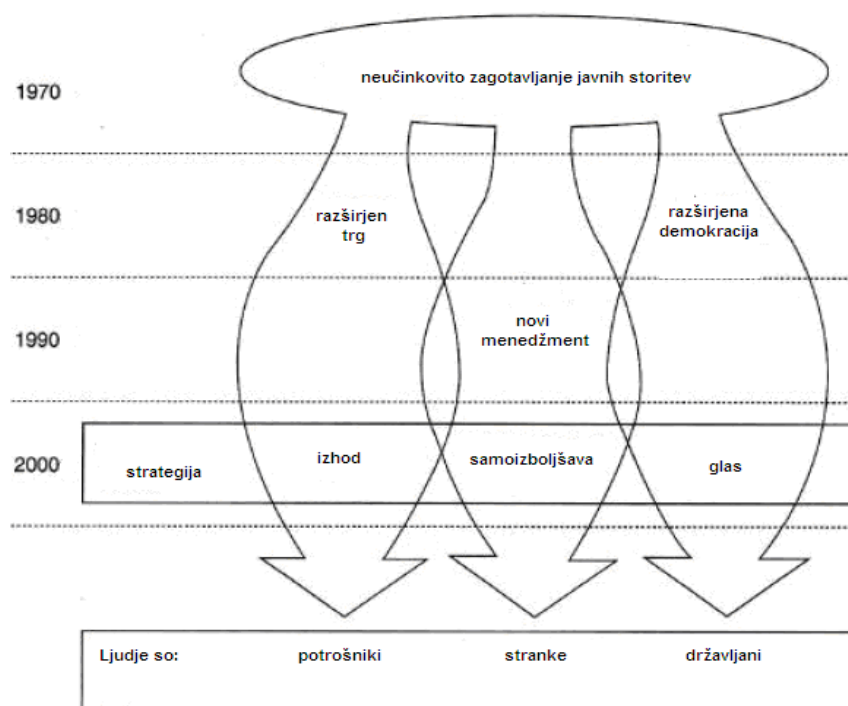 neučinkovito zagotavljanje javnih storitev
1970
1980
razširjen
trg
razširjena
demokracija
1990
novi
menedžment
2000
strategija
izhod
samoizboljšava
glas
Ljudje so:
potrošniki
stranke
državljani